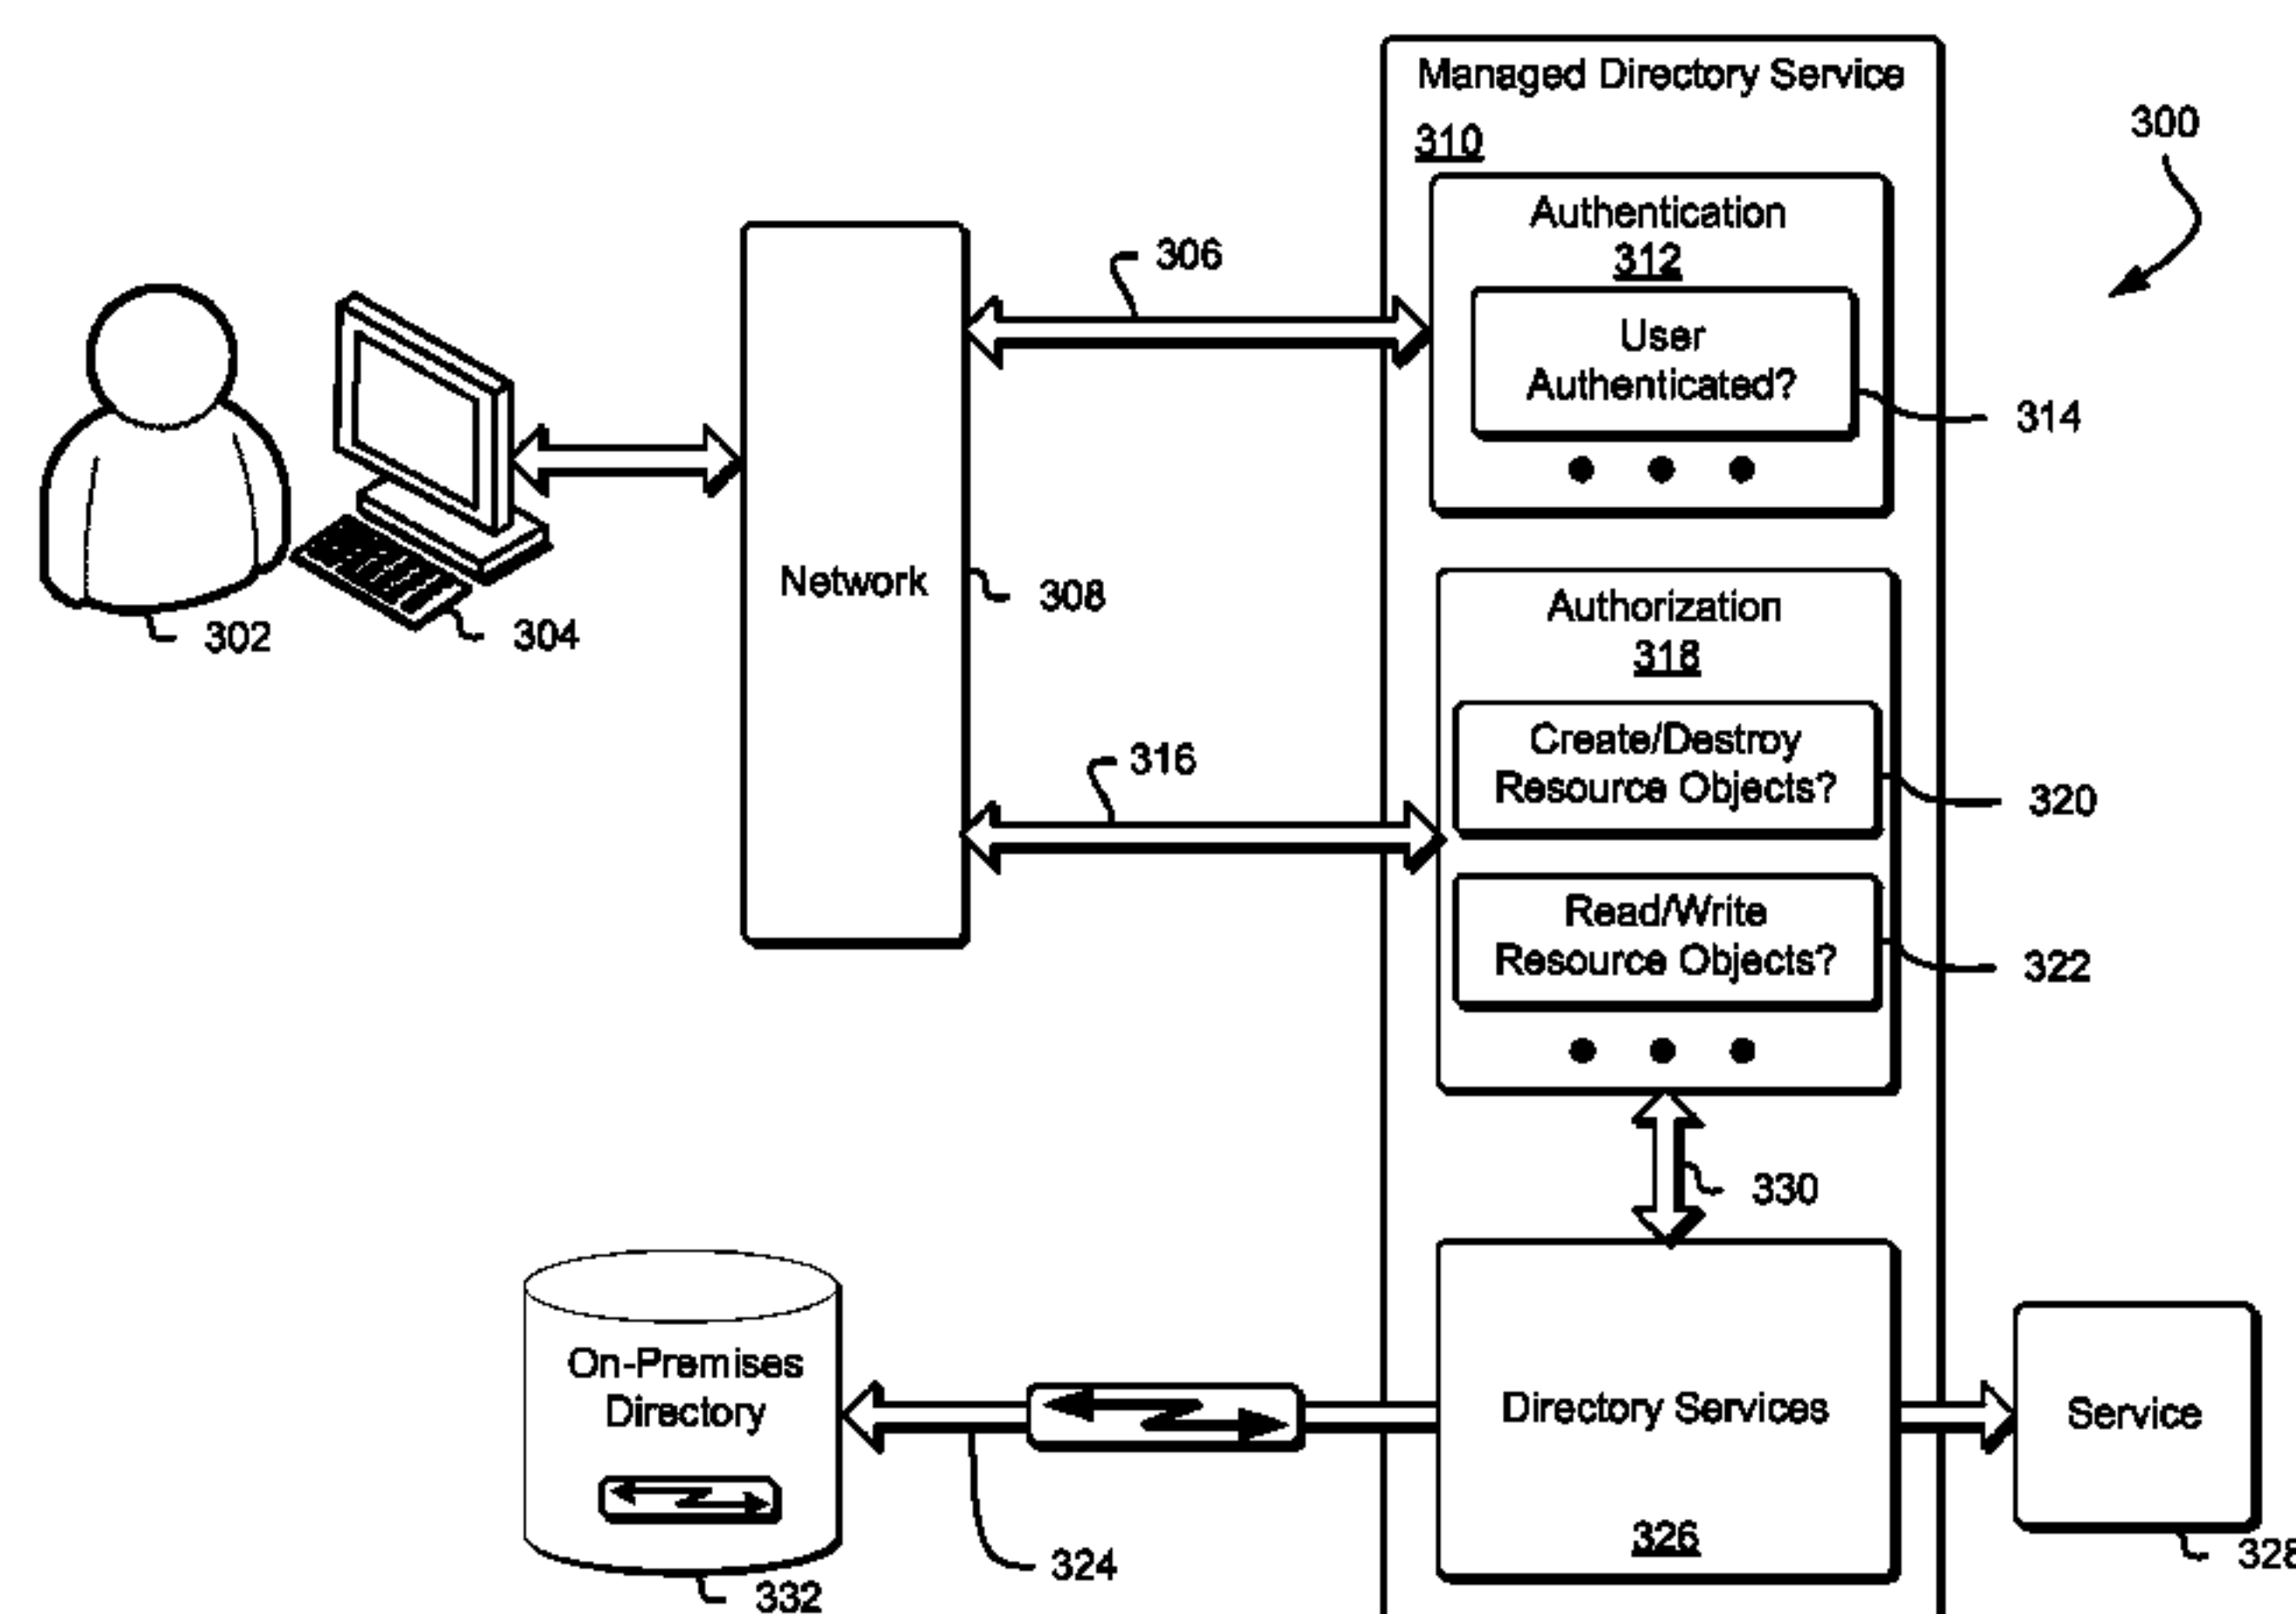 Managed Directory Service
310
300
Authentication
312
306
User
Authenticated?
314
Network
308
302
304
Authorization
318
316
Create/Destroy
Resource Objects?
320
Read/Write
Resource Objects?
322
330
On-Premises
Directory
332
324
Directory Services
326
Service
328